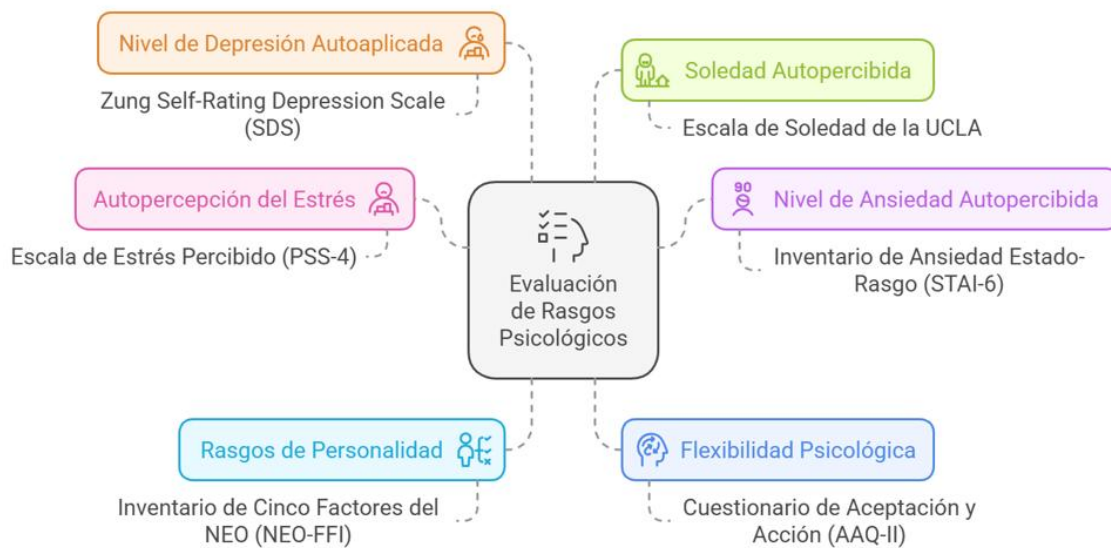 Nivel de Depresión Autoaplicada
Zung Self-Rating Depression Scale
(SDS)
Soledad Autopercibida
Escala de Soledad de la UCLA
Autopercepción del Estrés
Escala de Estrés Percibido (PSS-4)
90
Nivel de Ansiedad Autopercibida
Inventario de Ansiedad Estado-
Rasgo (STAI-6)
Evaluación
de Rasgos
Psicológicos
Rasgos de Personalidad
Inventario de Cinco Factores del
NEO (NEO-FFI)
Flexibilidad Psicológica
Cuestionario de Aceptación y
Acción (AAQ-II)